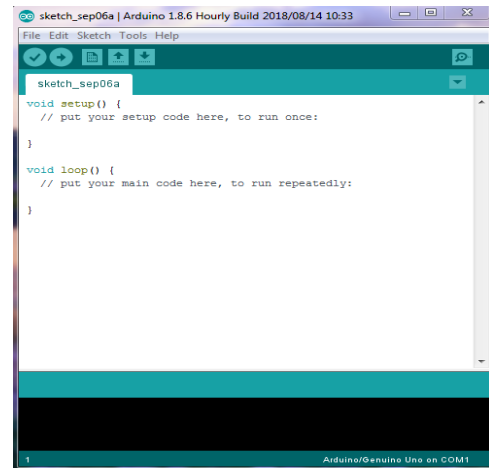 sketch_sep06a | Arduino 1.8.6 Hourly Build 2018/08/14 10:33
File Edit Sketch Tools Help
sketch_sep06a
void setup() {
// put your setup code here, to run once:
}
void loop() {
// put your main code here, to run repeatedly:
}
1 Arduino/Genuino Uno on COM1